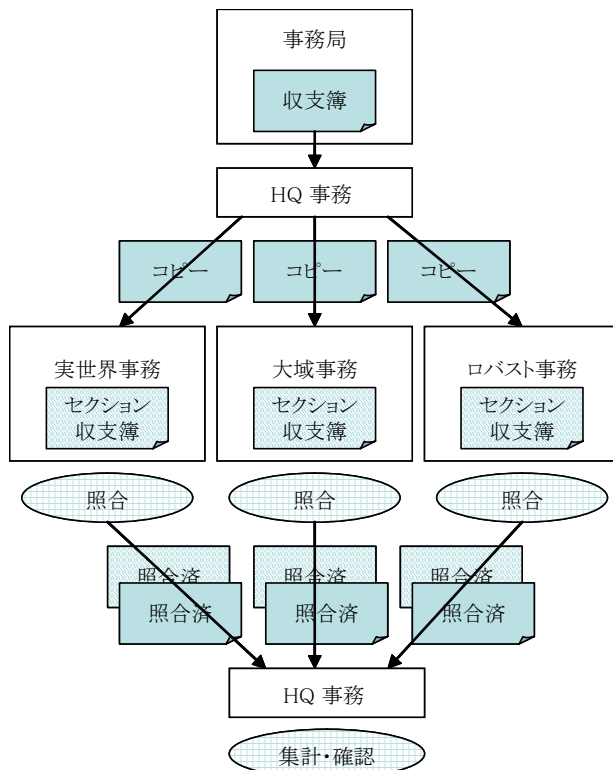 事務局
収支簿
HQ 事務
コピー
コピー
コピー
実世界事務
セクション
収支簿
大域事務
セクション
収支簿
ロバスト事務
セクション
収支簿
照合
照合
照合
照合済
照合済
照合済
照合済
照合済
照合済
HQ 事務
集計・確認